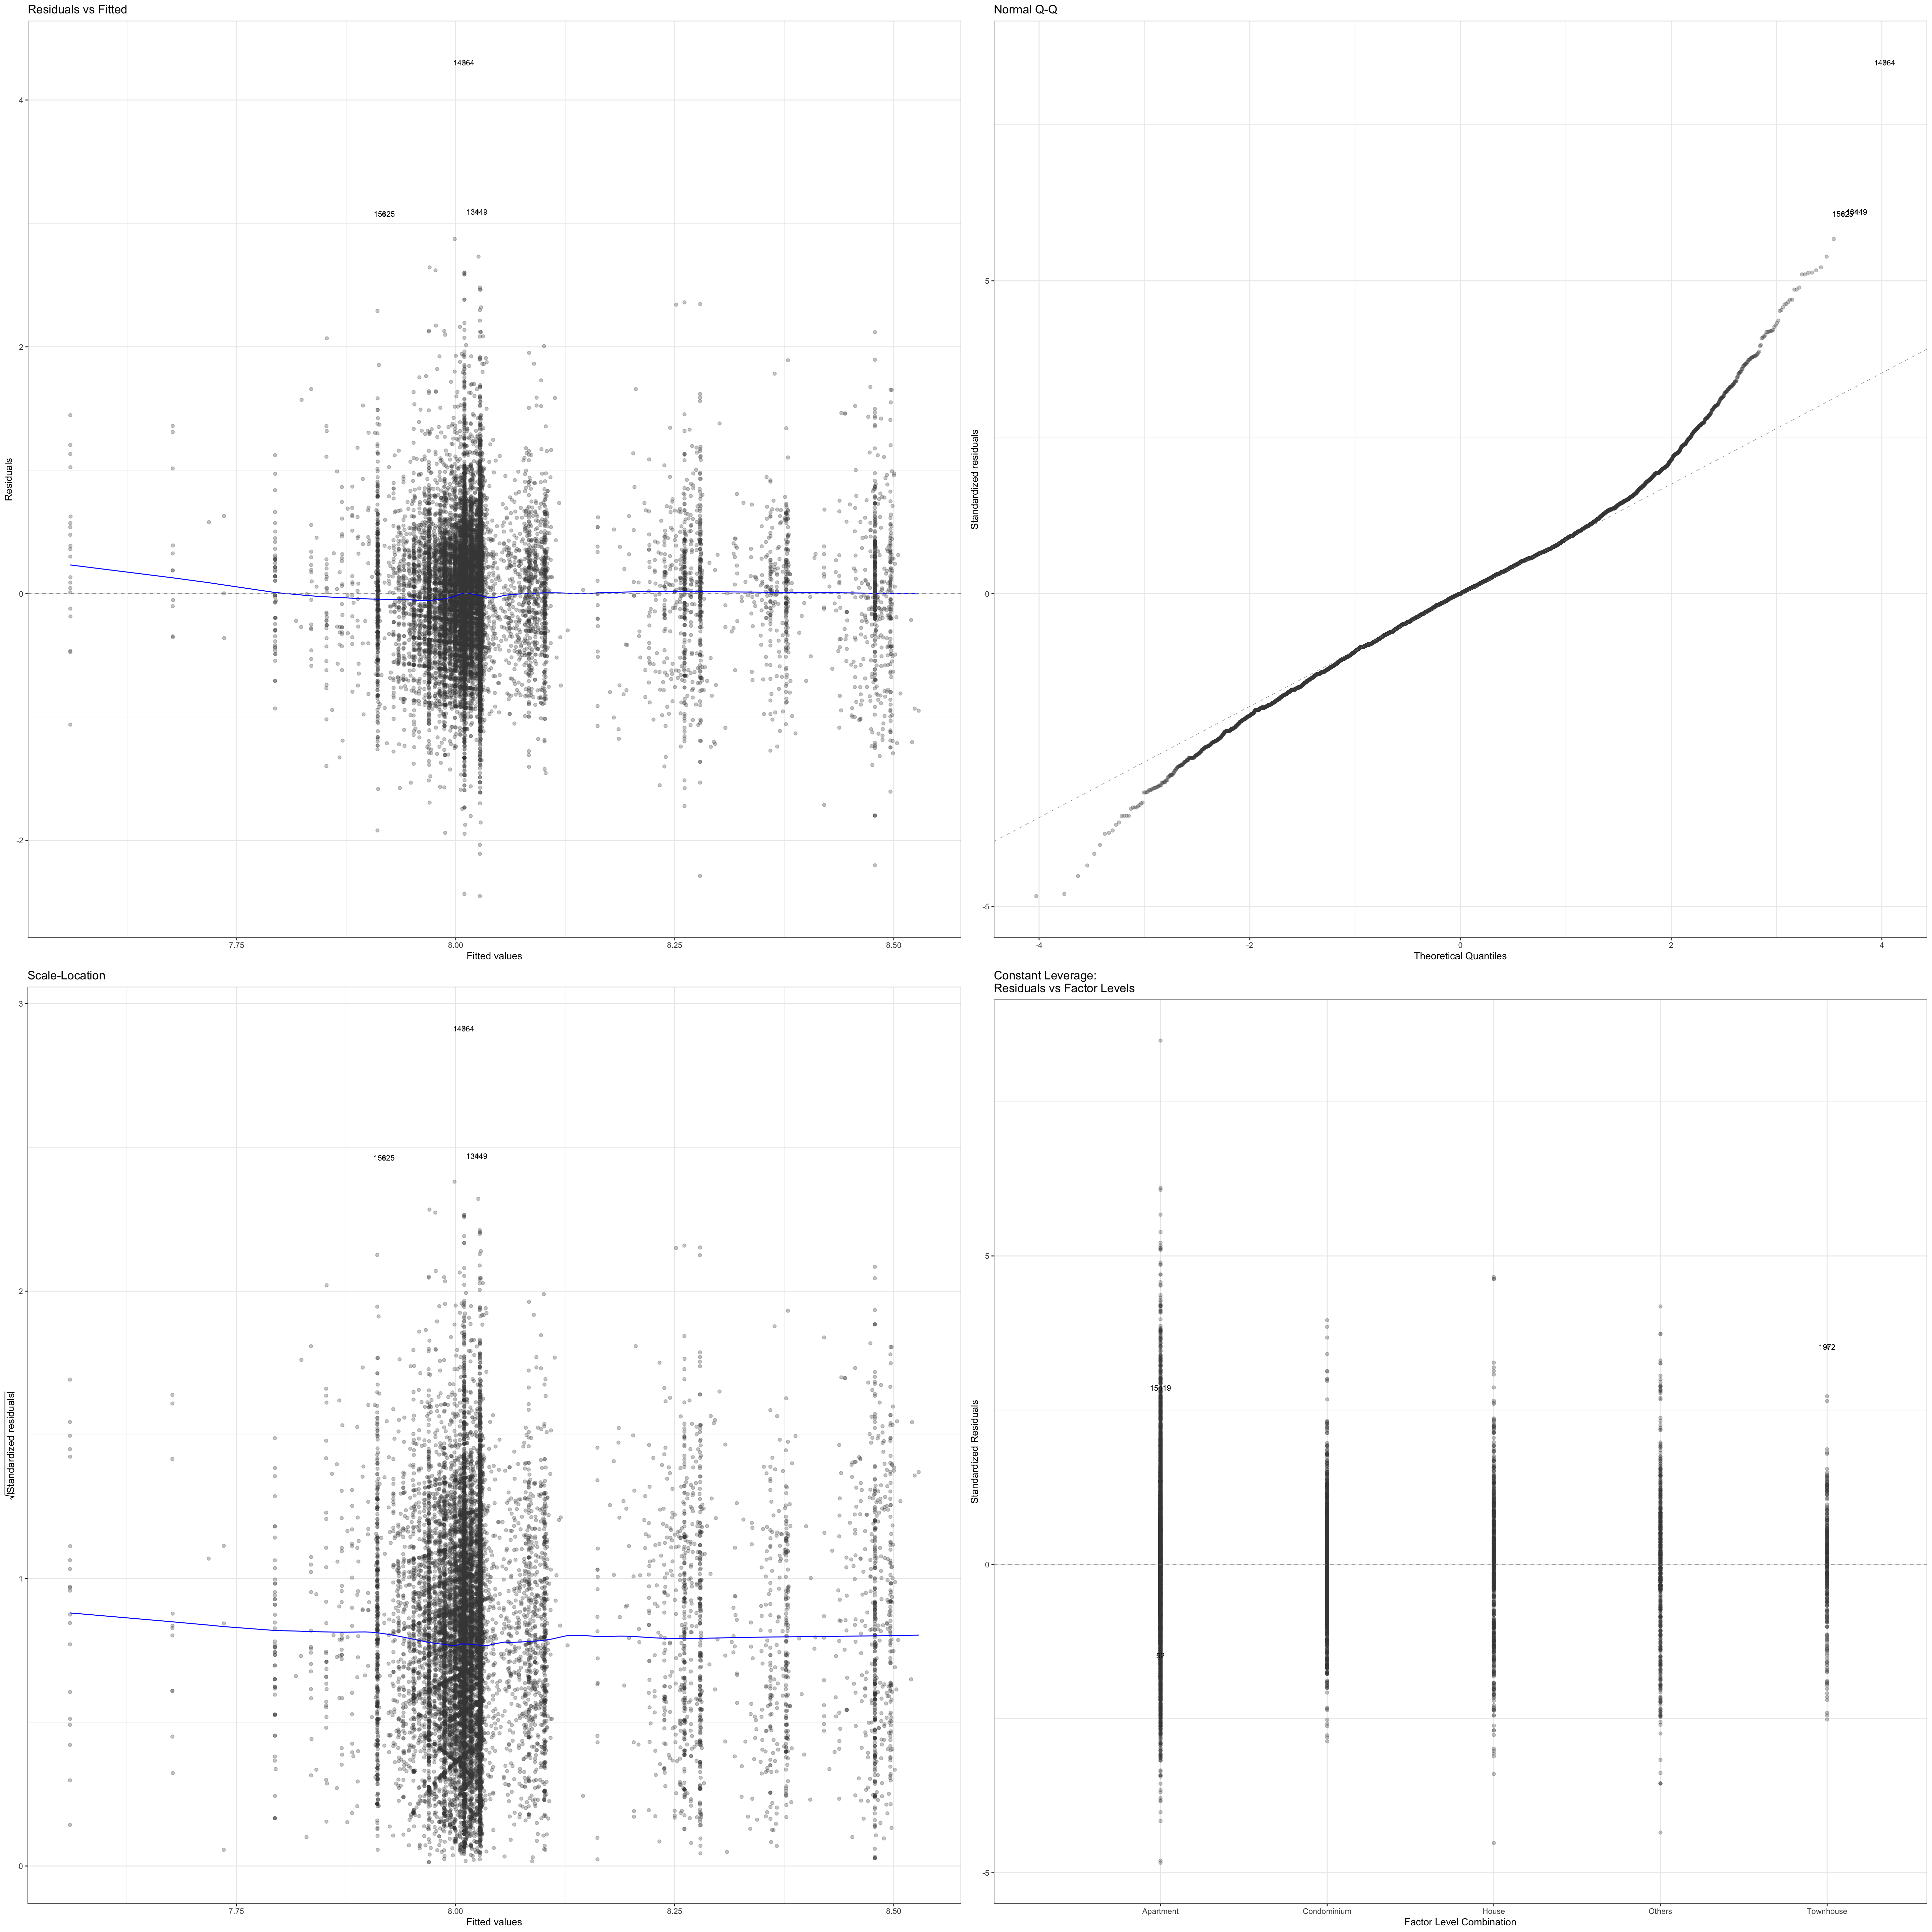 Residuals vs Fitted
14364
15625
13449
4
2
0
-2
Residuals
7.75
8.00
8.25
8.50
Fitted values
Normal Q-Q
14364
13449
5
0
-5
Standardized residuals
-4
-2
0
2
4
Theoretical Quantiles
Scale-Location
14364
15625
13449
3
2
1
0
√|Standardized residuals|
7.75
8.00
8.25
8.50
Fitted values
Constant Leverage:
Residuals vs Factor Levels
1972
52
5
0
-5
Standardized Residuals
Apartment
Condominium
House
Others
Townhouse
Factor Level Combination